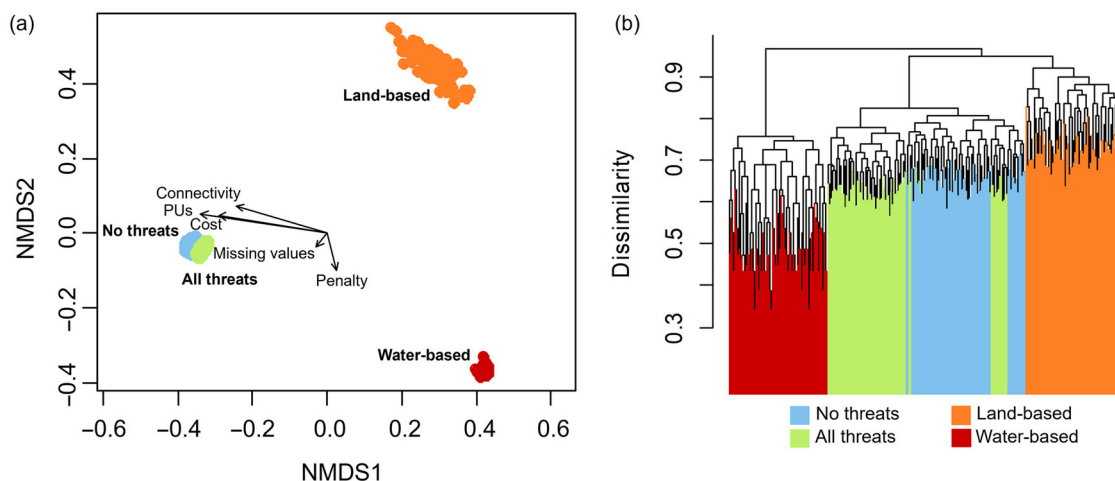 (a)
NMDS2
0.4
0.2
0.0
−0.2
−0.4
−0.6
−0.4
−0.2
0.0
0.2
0.4
0.6
NMDS1
Land-based
Connectivity
PUs
Cost
No threats
Missing values
All threats
Penalty
Water-based
(b)
Dissimilarity
0.9
0.7
0.5
0.3
No threats
Land-based
All threats
Water-based